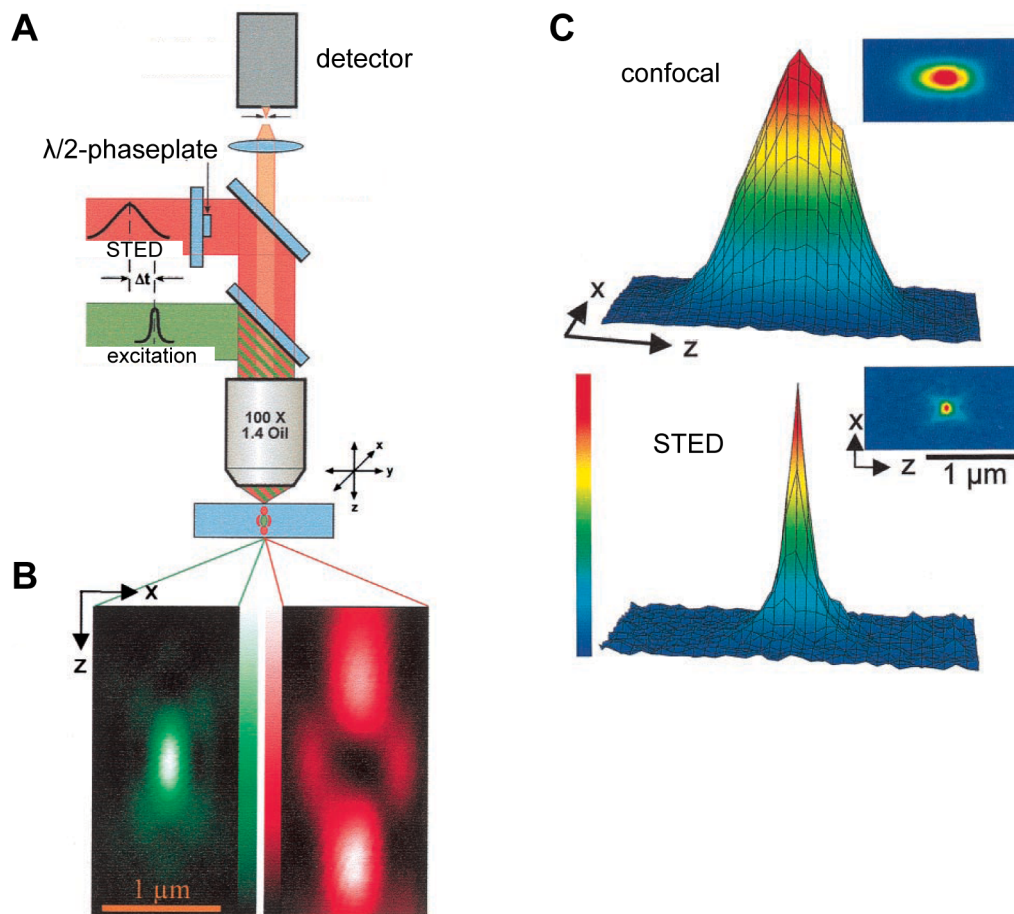 A
detector
λ/2-phaseplate
STED
Δt
excitation
100 X
1.4 Oil
x
y
z
B
x
z
1 µm
C
confocal
x
z
STED
x
z
1 µm